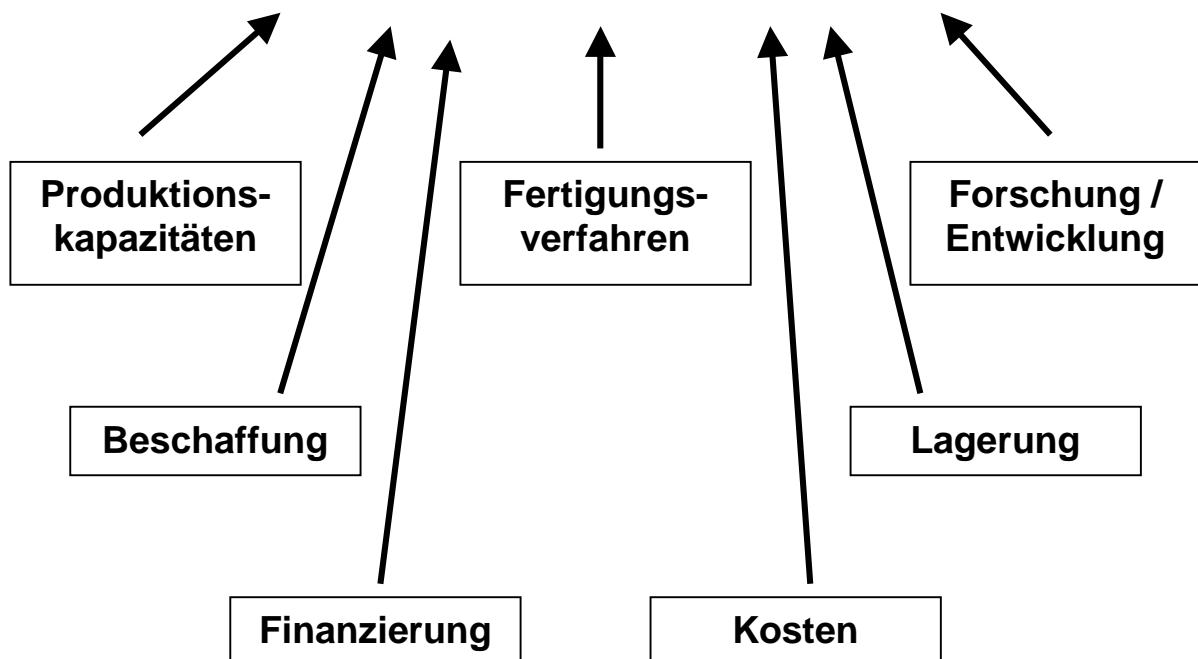 Produktions-
kapazitäten
Fertigungs-
verfahren
Forschung /
Entwicklung
Beschaffung
Lagerung
Finanzierung
Kosten